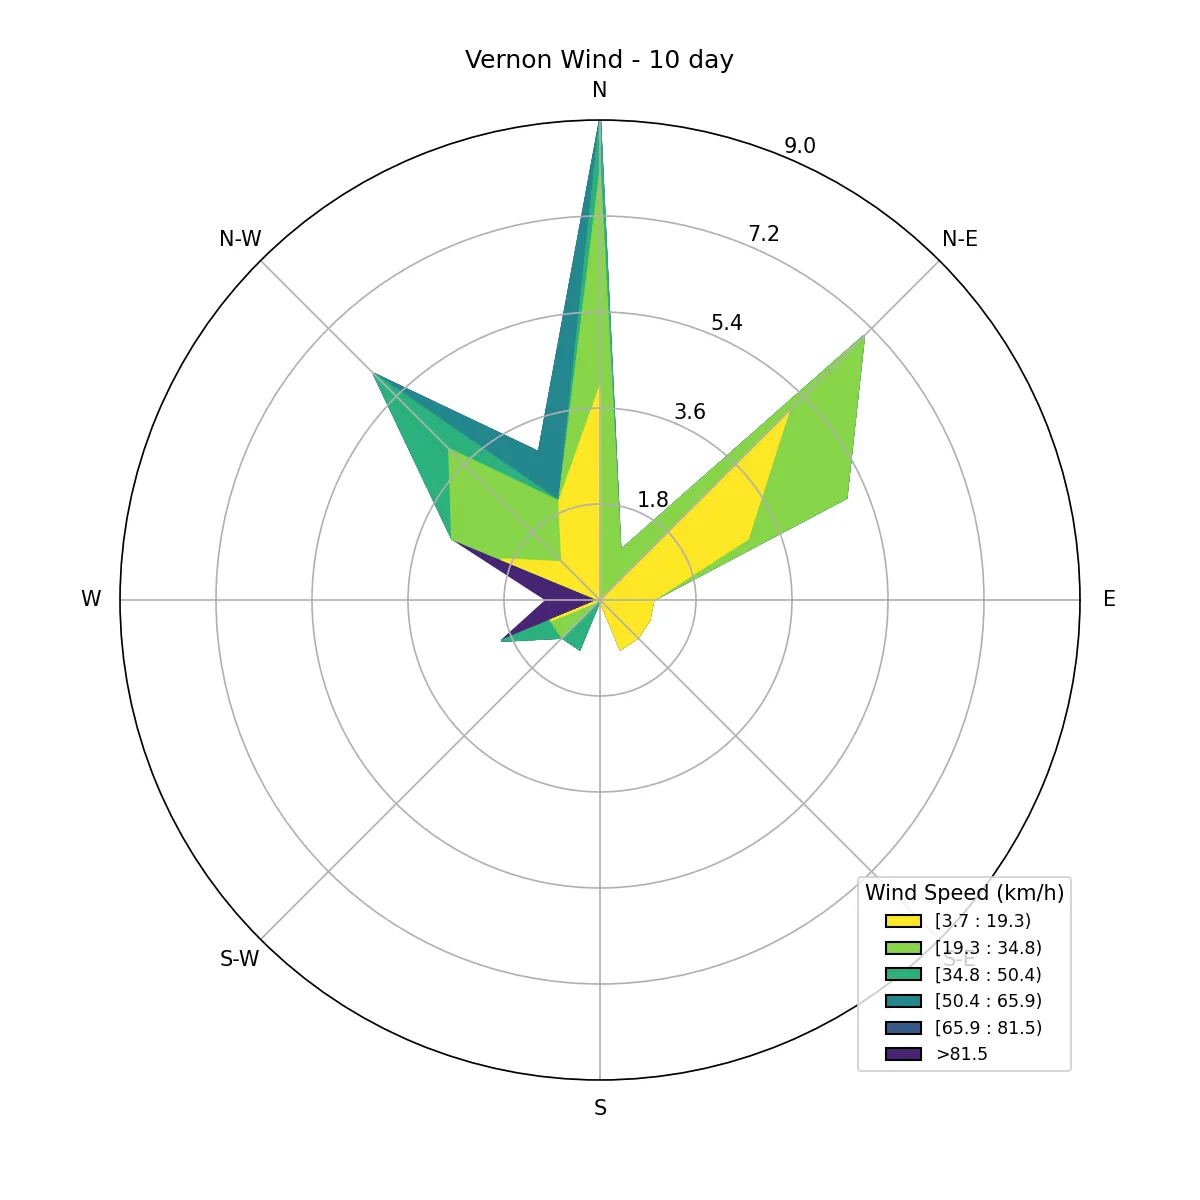 Vernon Wind - 10 day
N
9.0
7.2
N-W
N-E
5.4
3.6
1.8
W
E
S-W
S-E
S
Wind Speed (km/h)
[3.7 : 19.3)
[19.3 : 34.8)
[34.8 : 50.4)
[50.4 : 65.9)
[65.9 : 81.5)
>81.5